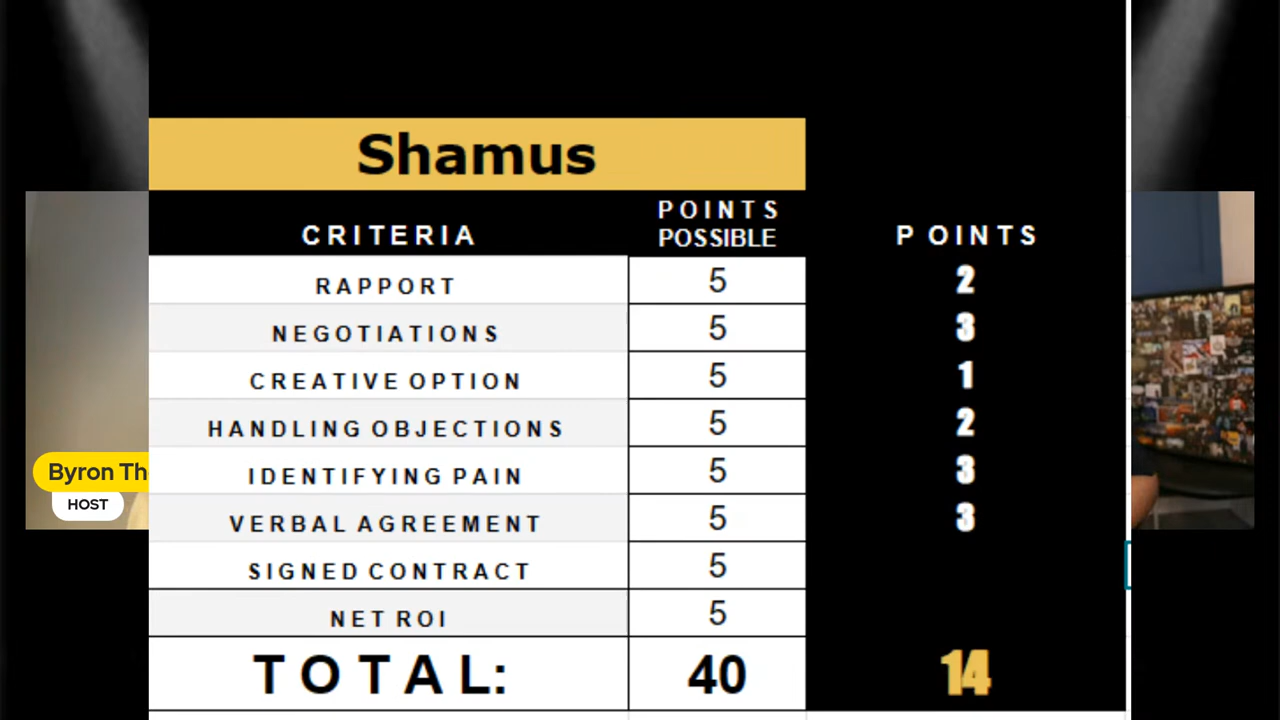 Shamus
CRITERIA POINTS POSSIBLE POINTS
RAPPORT 5 2
NEGOTIATIONS 5 3
CREATIVE OPTION 5 1
HANDLING OBJECTIONS 5 2
IDENTIFYING PAIN 5 3
VERBAL AGREEMENT 5 3
SIGNED CONTRACT 5
NET ROI 5
TOTAL: 40 14
Byron Th
HOST